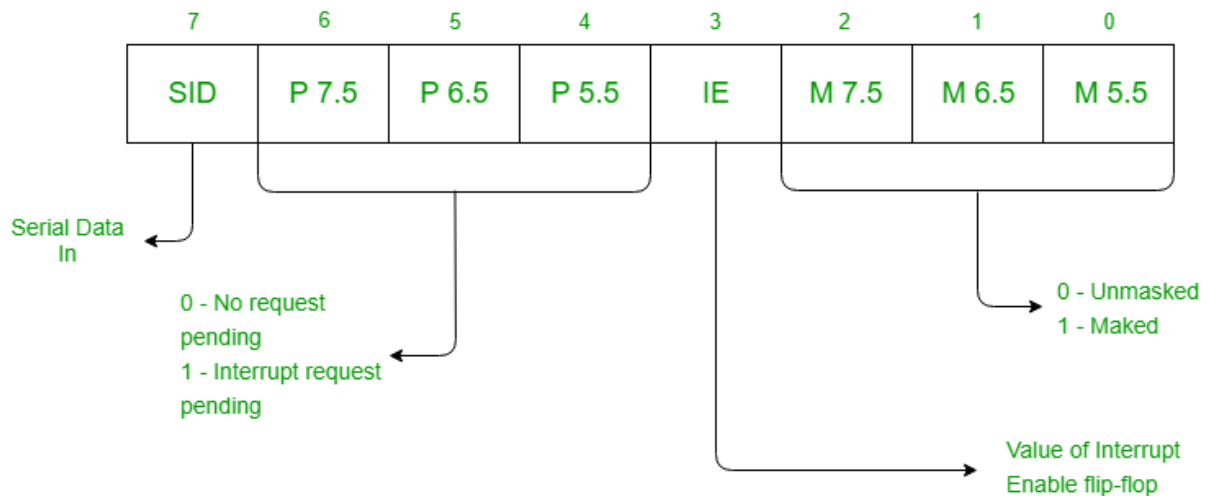 7 6 5 4 3 2 1 0
SID P 7.5 P 6.5 P 5.5 IE M 7.5 M 6.5 M 5.5
Serial Data
In
0 - No request
pending
1 - Interrupt request
pending
0 - Unmasked
1 - Maked
Value of Interrupt
Enable flip-flop